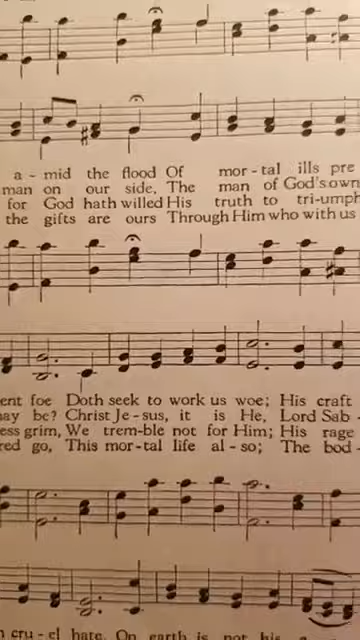 a - mid the flood Of mor - tal ills pre
man on our side, The man of God's own
for God hath willed His truth to tri - umph
the gifts are ours Through Him who with us
ent foe Doth seek to work us woe; His craft
ay be? Christ Je - sus, it is He, Lord Sab -
ess grim, We trem - ble not for Him; His rage
red go, This mor - tal life al - so; The bod -
cru - el hate, On earth is not his